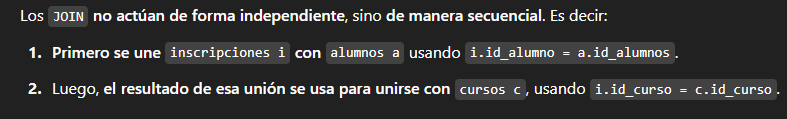 Los JOIN no actúan de forma independiente, sino de manera secuencial. Es decir:
1. Primero se une inscripciones i con alumnos a usando i.id_alumno = a.id_alumnos.
2. Luego, el resultado de esa unión se usa para unirse con cursos c, usando i.id_curso = c.id_curso.